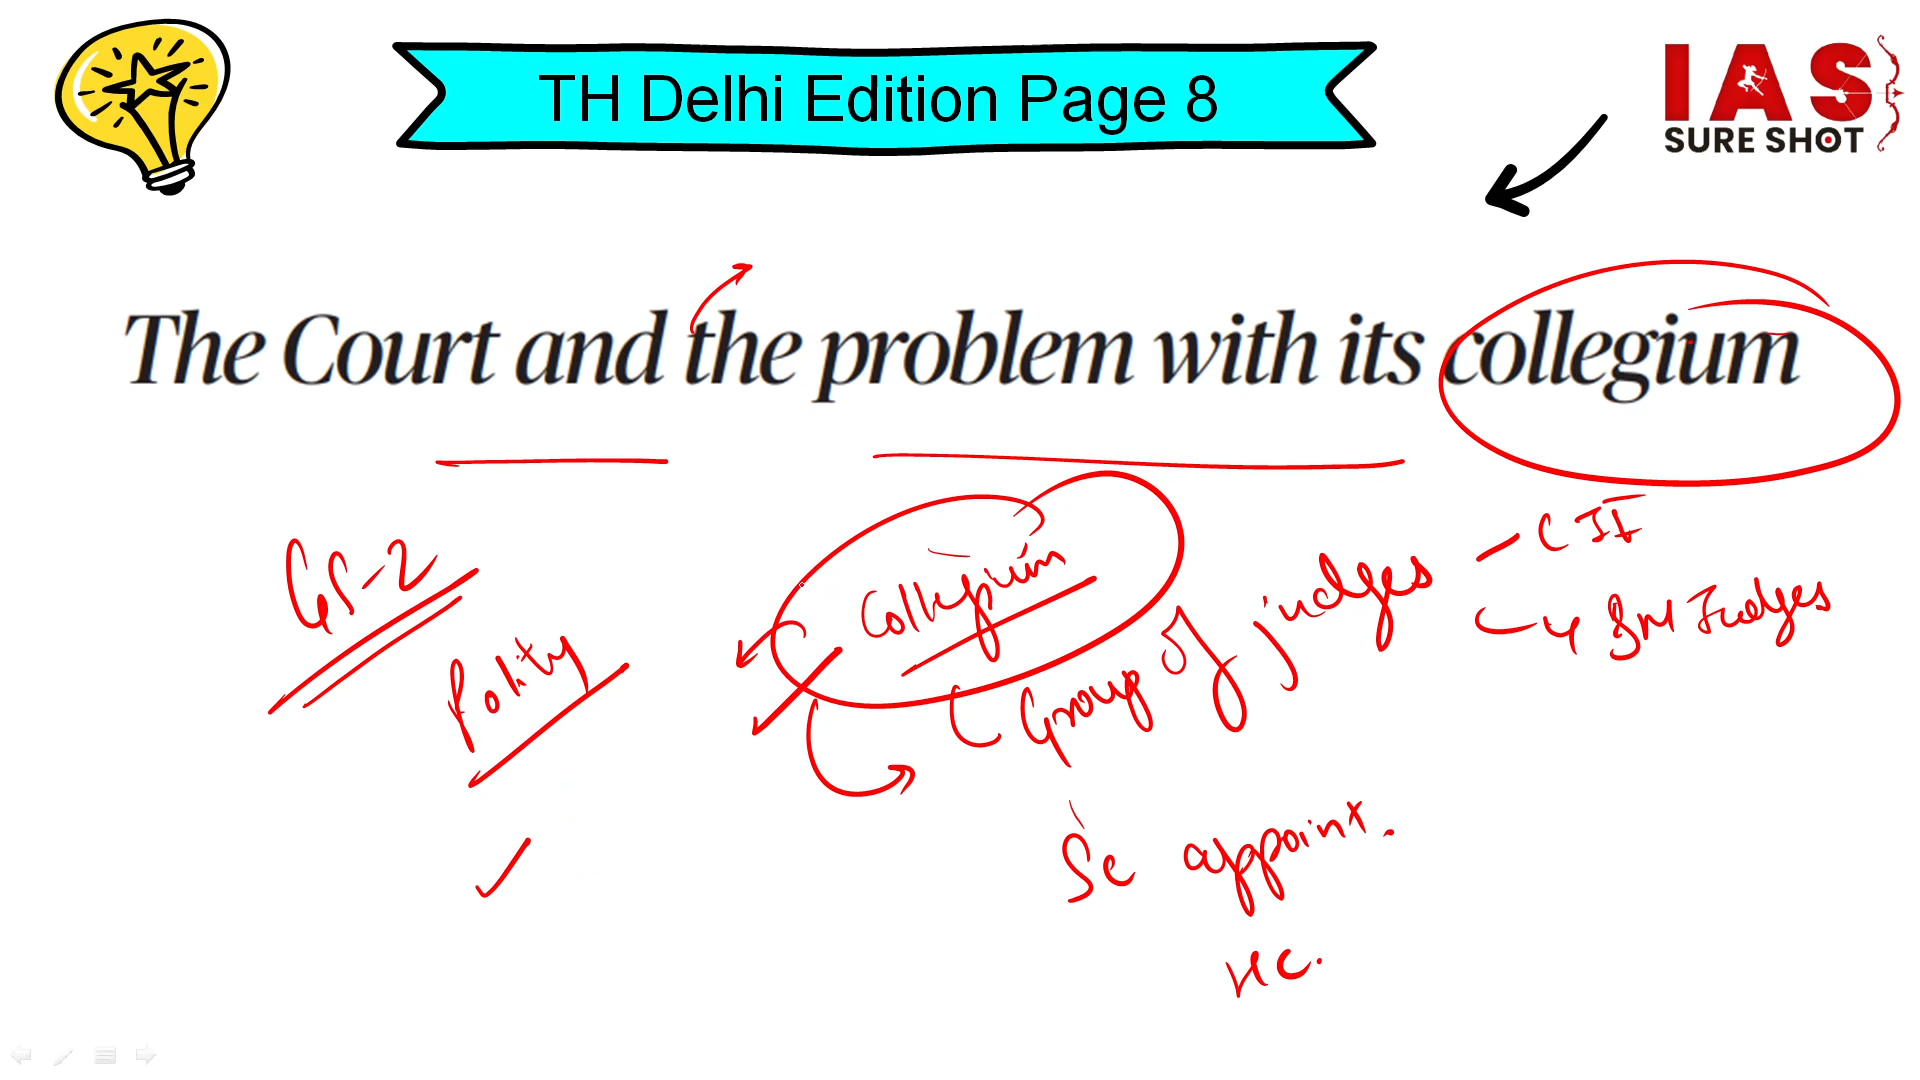 TH Delhi Edition Page 8
IAS
SURE SHOT
The Court and the problem with its collegium
GS-2
Polity
Collegium
Group of judges
- CJI
4 SM Judges
SC appoint.
HC.